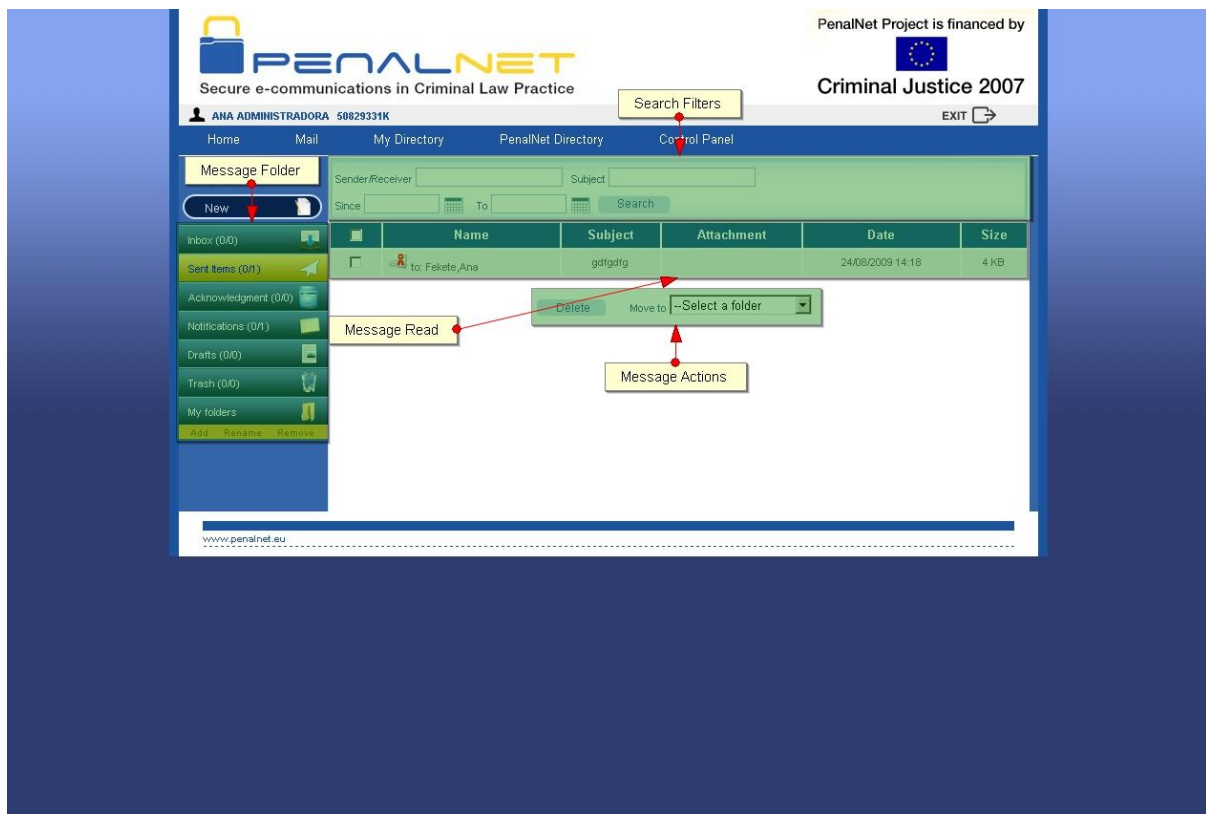 PENALNET
Secure e-communications in Criminal Law Practice
PenalNet Project is financed by
Criminal Justice 2007
ANA ADMINISTRADORA 50829331K
EXIT
Search Filters
Home Mail My Directory PenalNet Directory Control Panel
Message Folder
New
Sender/Receiver Subject
Since To Search
Inbox (0/0)
Sent Items (0/1)
Acknowledgment (0/0)
Notifications (0/1)
Drafts (0/0)
Trash (0/0)
My folders
Add Rename Remove
Name Subject Attachment Date Size
to: Fekete,Ana gdfgdfg 24/08/2009 14:18 4 KB
Delete Move to --Select a folder
Message Read
Message Actions
www.penalnet.eu